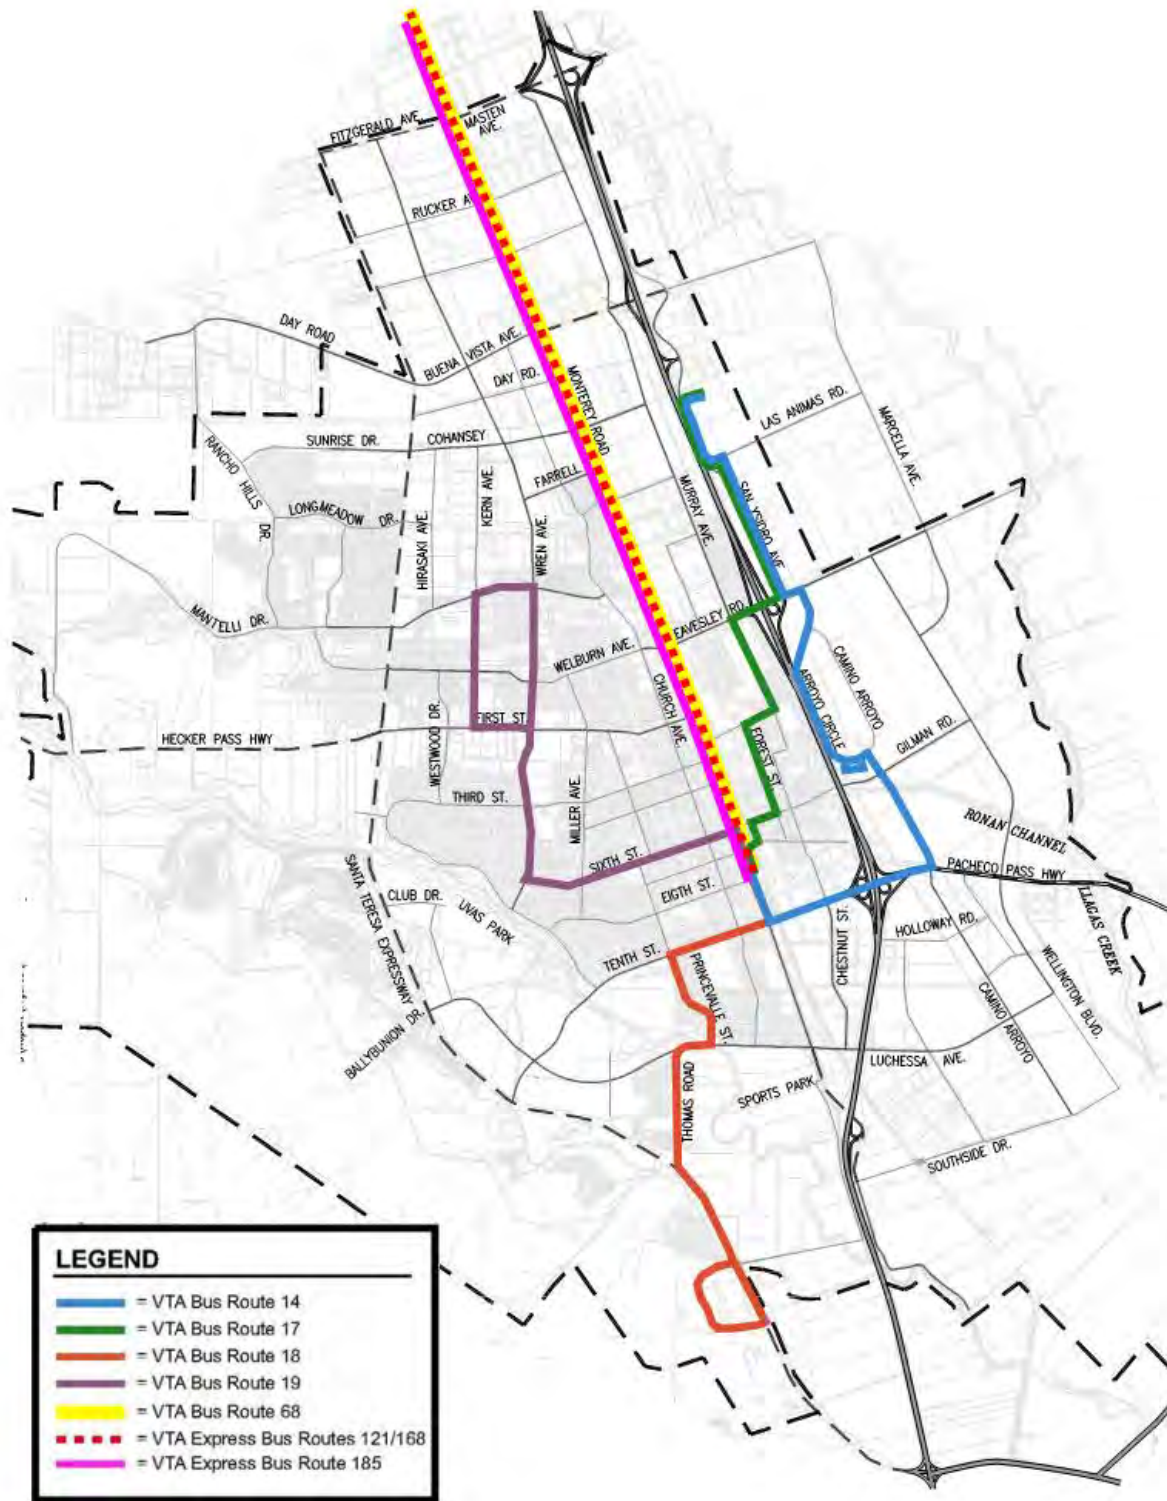 FITZGERALD AVE.
MASTEN
AVE.
RUCKER A
DAY ROAD
BUENA VISTA AVE.
DAY RD.
MONTEREY ROAD
LAS ANIMAS RD.
MARCELLA AVE.
SUNRISE DR.
COHANSEY
RANCHO HILLS
DR.
FARRELL
KERN AVE.
MURRAY AVE.
SAN YSIDRO AVE
LONGMEADOW DR.
HIRASAKI AVE.
WREN AVE.
MANTELLI DR.
EAVESLEY RD.
WELBURN AVE.
CAMINO ARROYO
ARROYO CIRCLE
CHURCH AVE.
FIRST ST.
HECKER PASS HWY
WESTWOOD DR.
FOREST ST.
GILMAN RD.
THIRD ST.
MILLER AVE.
RONAN CHANNEL
SIXTH ST.
PACHECO PASS HWY
EIGTH ST.
CLUB DR.
UVAS PARK
SANTA TERESA EXPRESSWAY
LLAGAS CREEK
HOLLOWAY RD.
CHESTNUT ST.
TENTH ST.
PRINCEVALLE ST.
WELLINGTON BLVD.
CAMINO ARROYO
BALLYBUNION DR.
LUCHESSA AVE.
THOMAS ROAD
SPORTS PARK
SOUTHSIDE DR.
LEGEND
= VTA Bus Route 14
= VTA Bus Route 17
= VTA Bus Route 18
= VTA Bus Route 19
= VTA Bus Route 68
= VTA Express Bus Routes 121/168
= VTA Express Bus Route 185